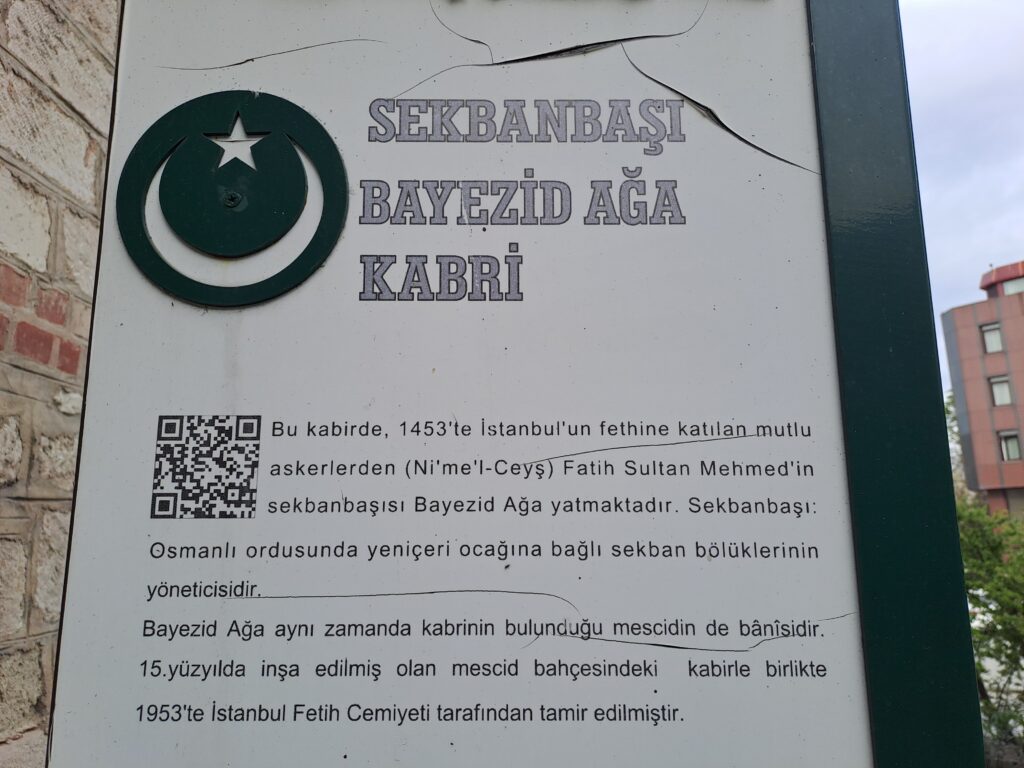 SEKBANBAŞI
BAYEZİD AĞA
KABRİ
Bu kabirde, 1453'te İstanbul'un fethine katılan mutlu
askerlerden (Ni'me'l-Ceyş) Fatih Sultan Mehmed'in
sekbanbaşısı Bayezid Ağa yatmaktadır. Sekbanbaşı:
Osmanlı ordusunda yeniçeri ocağına bağlı sekban bölüklerinin
yöneticisidir.
Bayezid Ağa aynı zamanda kabrinin bulunduğu mescidin de bânîsidir.
15.yüzyılda inşa edilmiş olan mescid bahçesindeki kabirle birlikte
1953'te İstanbul Fetih Cemiyeti tarafından tamir edilmiştir.